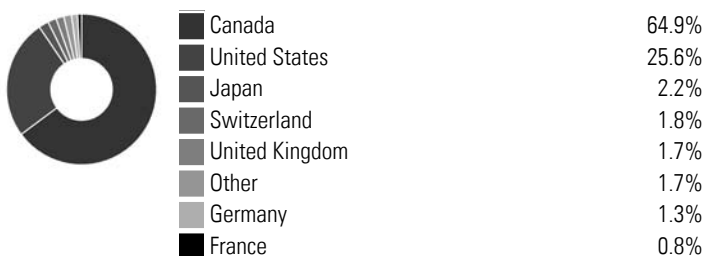 Canada 64.9%
United States 25.6%
Japan 2.2%
Switzerland 1.8%
United Kingdom 1.7%
Other 1.7%
Germany 1.3%
France 0.8%